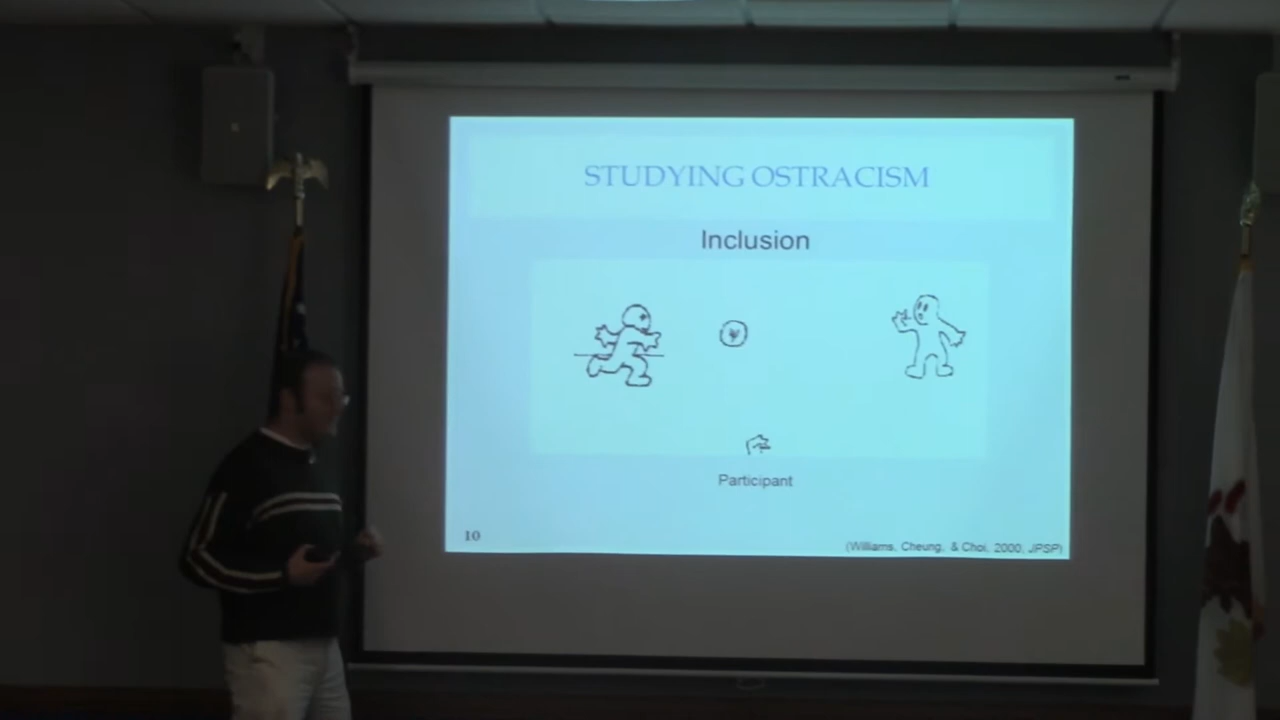 STUDYING OSTRACISM
Inclusion
Participant
10
(Williams, Cheung, & Choi, 2000, JPSP)